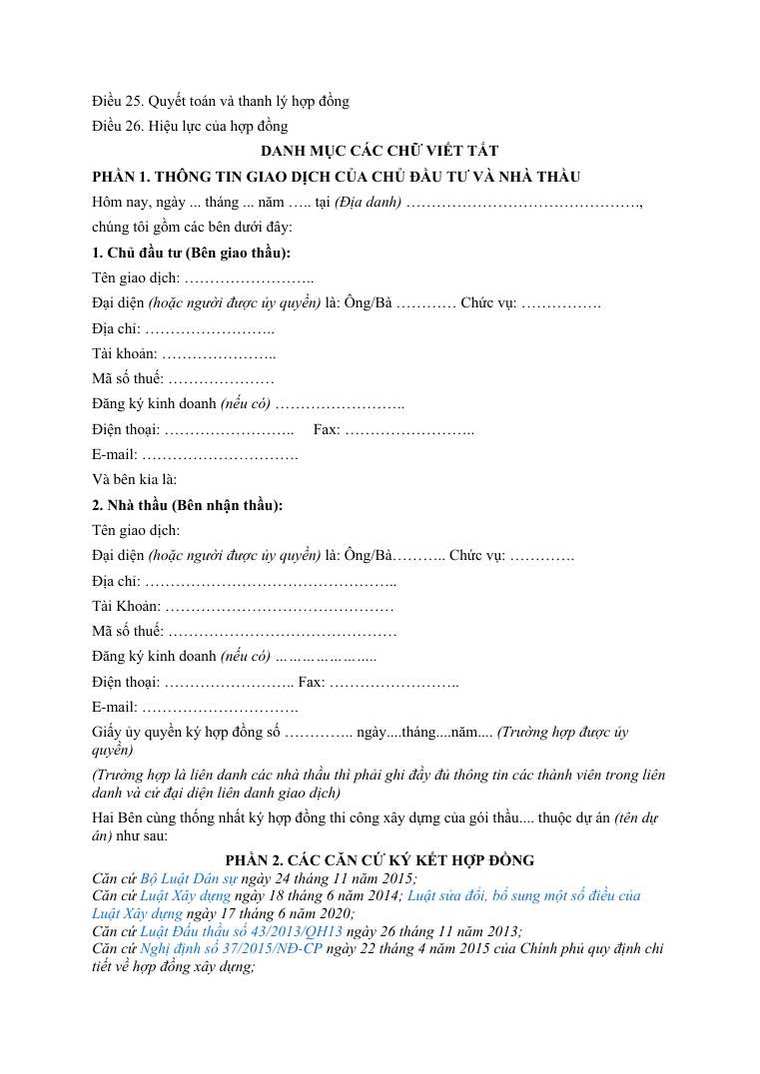 Điều 25. Quyết toán và thanh lý hợp đồng
Điều 26. Hiệu lực của hợp đồng
DANH MỤC CÁC CHỮ VIẾT TẮT
PHẦN 1. THÔNG TIN GIAO DỊCH CỦA CHỦ ĐẦU TƯ VÀ NHÀ THẦU
Hôm nay, ngày ... tháng ... năm ….. tại (Địa danh) ……………………………………….,
chúng tôi gồm các bên dưới đây:
1. Chủ đầu tư (Bên giao thầu):
Tên giao dịch: ……………………..
Đại diện (hoặc người được ủy quyền) là: Ông/Bà ………… Chức vụ: …………….
Địa chỉ: ……………………..
Tài khoản: …………………..
Mã số thuế: …………………
Đăng ký kinh doanh (nếu có) ……………………..
Điện thoại: …………………….. Fax: ……………………..
E-mail: ………………………….
Và bên kia là:
2. Nhà thầu (Bên nhận thầu):
Tên giao dịch:
Đại diện (hoặc người được ủy quyền) là: Ông/Bà……….. Chức vụ: ………….
Địa chỉ: …………………………………………..
Tài Khoản: ………………………………………
Mã số thuế: ………………………………………
Đăng ký kinh doanh (nếu có) …………………..
Điện thoại: …………………….. Fax: ……………………..
E-mail: ………………………….
Giấy ủy quyền ký hợp đồng số ………….. ngày....tháng....năm.... (Trường hợp được ủy
quyền)
(Trường hợp là liên danh các nhà thầu thì phải ghi đầy đủ thông tin các thành viên trong liên
danh và cử đại diện liên danh giao dịch)
Hai Bên cùng thống nhất ký hợp đồng thi công xây dựng của gói thầu.... thuộc dự án (tên dự
án) như sau:
PHẦN 2. CÁC CĂN CỨ KÝ KẾT HỢP ĐỒNG
Căn cứ Bộ Luật Dân sự ngày 24 tháng 11 năm 2015;
Căn cứ Luật Xây dựng ngày 18 tháng 6 năm 2014; Luật sửa đổi, bổ sung một số điều của
Luật Xây dựng ngày 17 tháng 6 năm 2020;
Căn cứ Luật Đấu thầu số 43/2013/QH13 ngày 26 tháng 11 năm 2013;
Căn cứ Nghị định số 37/2015/NĐ-CP ngày 22 tháng 4 năm 2015 của Chính phủ quy định chi
tiết về hợp đồng xây dựng;